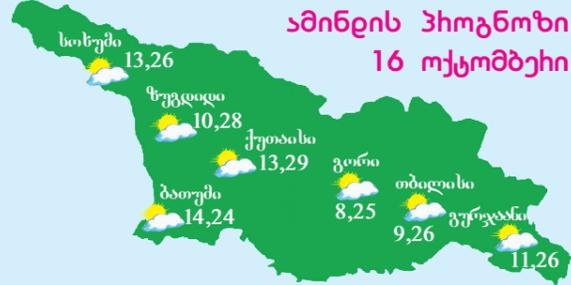 ამინდის პროგნოზი
16 ოქტომბერი
სოხუმი
13,26
ზუგდიდი
10,28
ქუთაისი
13,29
გორი
8,25
ბათუმი
14,24
თბილისი
9,26
გურჯაანი
11,26